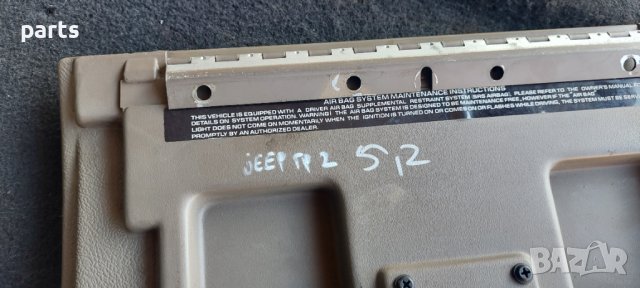 parts
AIR BAG SYSTEM MAINTENANCE INSTRUCTIONS
THIS VEHICLE IS EQUIPPED WITH A DRIVER AIR BAG SUPPLEMENTAL RESTRAINT SYSTEM SRS AIRBAG. PLEASE REFER TO THE OWNER'S MANUAL FO
DETAILS ON SYSTEM OPERATION. WARNING! THE AIR BAG SYSTEM IS DESIGNED TO BE MAINTENANCE FREE, HOWEVER IF THE AIR BAG
LIGHT DOES NOT COME ON MOMENTARILY WHEN THE IGNITION IS TURNED ON OR COMES ON OR FLASHES WHILE DRIVING, THE SYSTEM MUST BE SERV
PROMPTLY BY AN AUTHORIZED DEALER.
JEEP 2 5,2
BAZAR